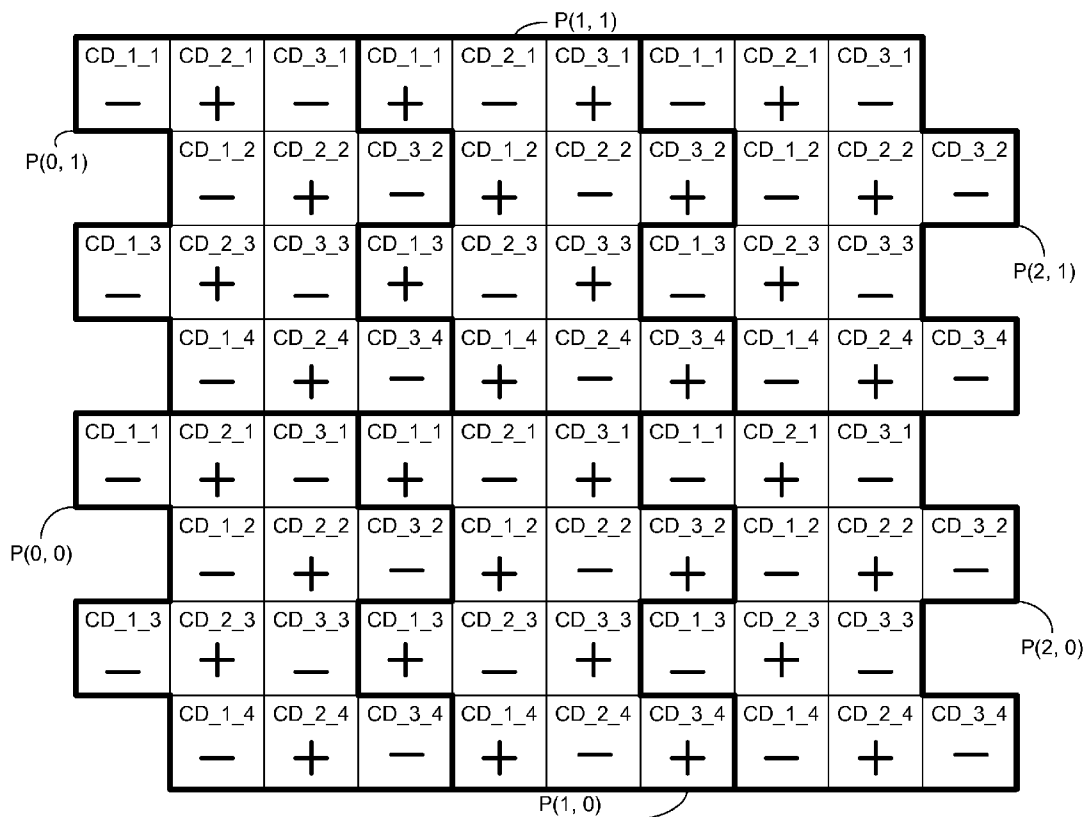 P(1, 1)
CD_1_1 CD_2_1 CD_3_1 CD_1_1 CD_2_1 CD_3_1 CD_1_1 CD_2_1 CD_3_1
− + − + − + − + −
P(0, 1)
CD_1_2 CD_2_2 CD_3_2 CD_1_2 CD_2_2 CD_3_2 CD_1_2 CD_2_2 CD_3_2
− + − + − + − + −
CD_1_3 CD_2_3 CD_3_3 CD_1_3 CD_2_3 CD_3_3 CD_1_3 CD_2_3 CD_3_3
P(2, 1)
− + − + − + − + −
CD_1_4 CD_2_4 CD_3_4 CD_1_4 CD_2_4 CD_3_4 CD_1_4 CD_2_4 CD_3_4
− + − + − + − + −
CD_1_1 CD_2_1 CD_3_1 CD_1_1 CD_2_1 CD_3_1 CD_1_1 CD_2_1 CD_3_1
− + − + − + − + −
CD_1_2 CD_2_2 CD_3_2 CD_1_2 CD_2_2 CD_3_2 CD_1_2 CD_2_2 CD_3_2
P(0, 0)
− + − + − + − + −
CD_1_3 CD_2_3 CD_3_3 CD_1_3 CD_2_3 CD_3_3 CD_1_3 CD_2_3 CD_3_3
P(2, 0)
− + − + − + − + −
CD_1_4 CD_2_4 CD_3_4 CD_1_4 CD_2_4 CD_3_4 CD_1_4 CD_2_4 CD_3_4
− + − + − + − + −
P(1, 0)